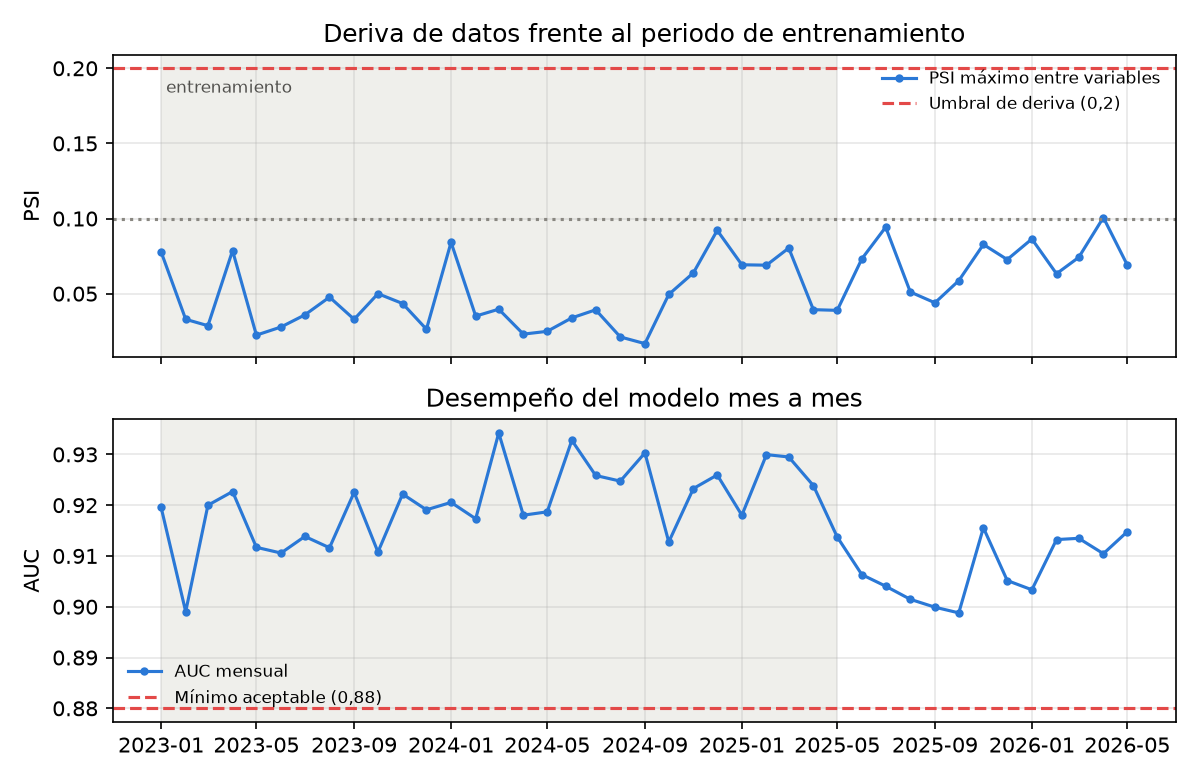 Deriva de datos frente al periodo de entrenamiento
PSI
0.20
0.15
0.10
0.05
entrenamiento
PSI máximo entre variables
Umbral de deriva (0,2)
Desempeño del modelo mes a mes
AUC
0.93
0.92
0.91
0.90
0.89
0.88
AUC mensual
Mínimo aceptable (0,88)
2023-01 2023-05 2023-09 2024-01 2024-05 2024-09 2025-01 2025-05 2025-09 2026-01 2026-05